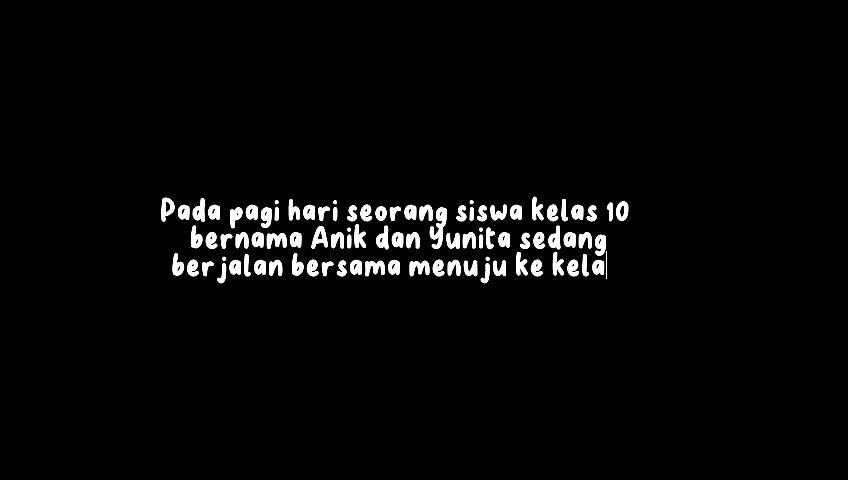 Pada pagi hari seorang siswa kelas 10
bernama Anik dan Yunita sedang
berjalan bersama menuju ke kela